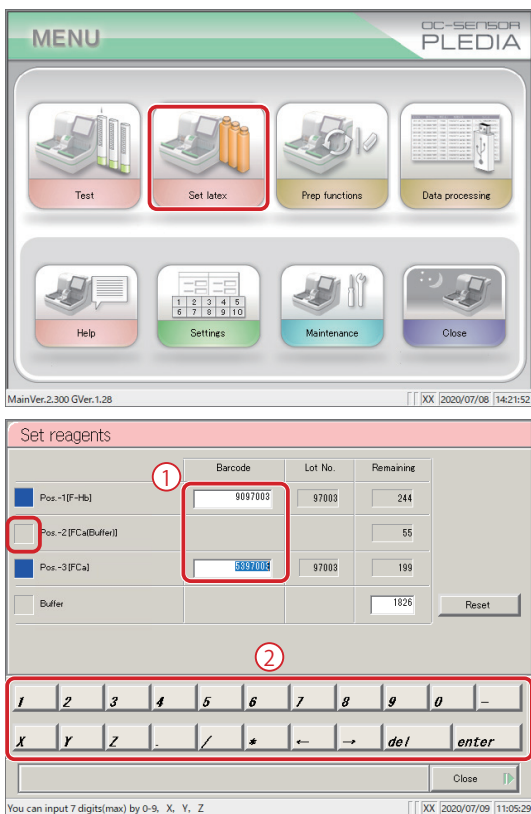 MENU
OC-SENSOR
PLEDIA
Test
Set latex
Prep functions
Data processing
1 2 3 4 5
6 7 8 9 10
Help
Settings
Maintenance
Close
MainVer.2.300 GVer.1.28
XX 2020/07/08 14:21:52
Set reagents
1
Barcode Lot No. Remaining
Pos.-1[F-Hb] 9097003 97003 244
Pos.-2 [FCa(Buffer)] 55
Pos.-3 [FCa] 5397003 97003 199
Buffer 1826 Reset
2
1 2 3 4 5 6 7 8 9 0 -
X Y Z . / * ← → del enter
Close
You can input 7 digits(max) by 0-9, X, Y, Z
XX 2020/07/09 11:05:29